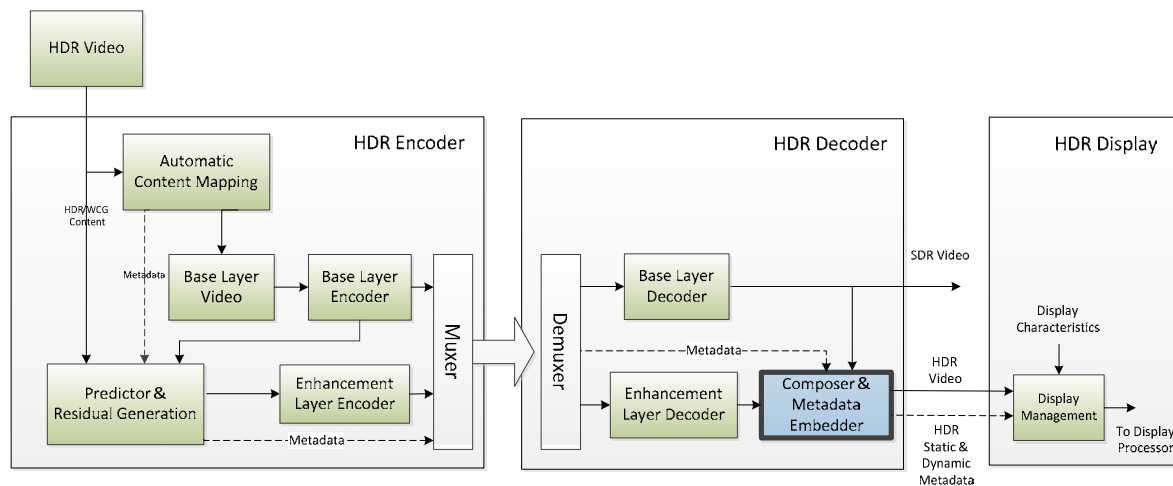 HDR Video
HDR Encoder
Automatic
Content Mapping
HDR/WCG
Content
Metadata
Base Layer
Video
Base Layer
Encoder
Muxer
Predictor &
Residual Generation
Enhancement
Layer Encoder
Metadata
HDR Decoder
Demuxer
Base Layer
Decoder
Metadata
Enhancement
Layer Decoder
Composer &
Metadata
Embedder
SDR Video
HDR
Video
HDR
Static &
Dynamic
Metadata
HDR Display
Display
Characteristics
Display
Management
To Display
Processor